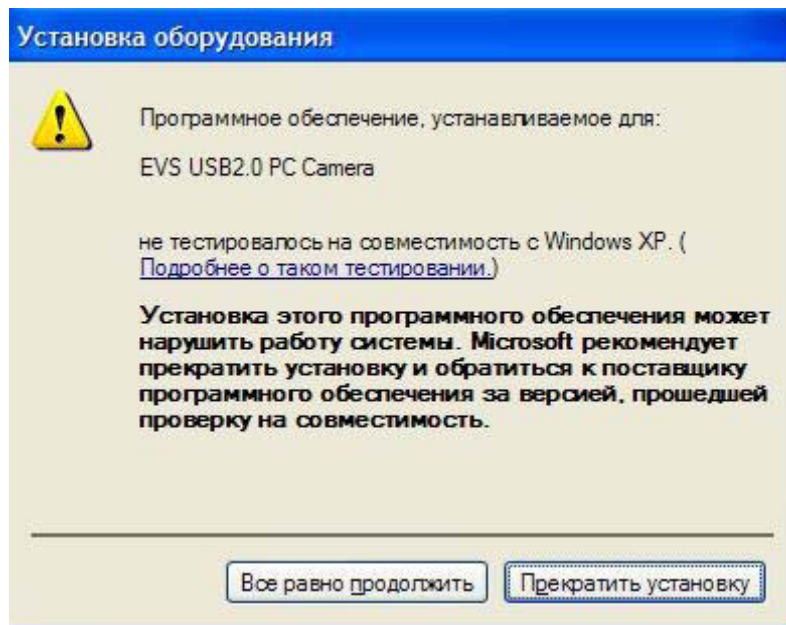 Установка оборудования
Программное обеспечение, устанавливаемое для:
EVS USB2.0 PC Camera
не тестировалось на совместимость с Windows XP. (
Подробнее о таком тестировании.)
Установка этого программного обеспечения может
нарушить работу системы. Microsoft рекомендует
прекратить установку и обратиться к поставщику
программного обеспечения за версией, прошедшей
проверку на совместимость.
Все равно продолжить
Прекратить установку